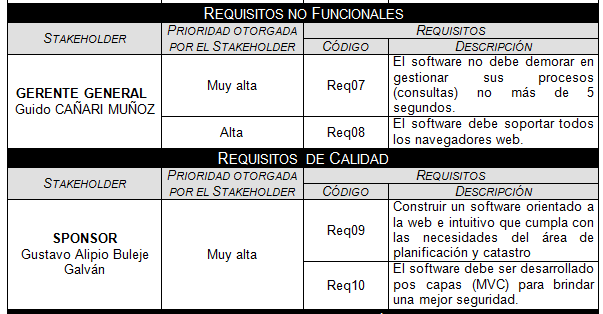 REQUISITOS NO FUNCIONALES
STAKEHOLDER
PRIORIDAD OTORGADA
POR EL STAKEHOLDER
REQUISITOS
CÓDIGO
DESCRIPCIÓN
GERENTE GENERAL
Guido CAÑARI MUÑOZ
Muy alta
Req07
El software no debe demorar en
gestionar sus procesos
(consultas) no más de 5
segundos.
Alta
Req08
El software debe soportar todos
los navegadores web.
REQUISITOS DE CALIDAD
STAKEHOLDER
PRIORIDAD OTORGADA
POR EL STAKEHOLDER
REQUISITOS
CÓDIGO
DESCRIPCIÓN
SPONSOR
Gustavo Alipio Buleje
Galván
Muy alta
Req09
Construir un software orientado a
la web e intuitivo que cumpla con
las necesidades del área de
planificación y catastro
Req10
El software debe ser desarrollado
pos capas (MVC) para brindar
una mejor seguridad.